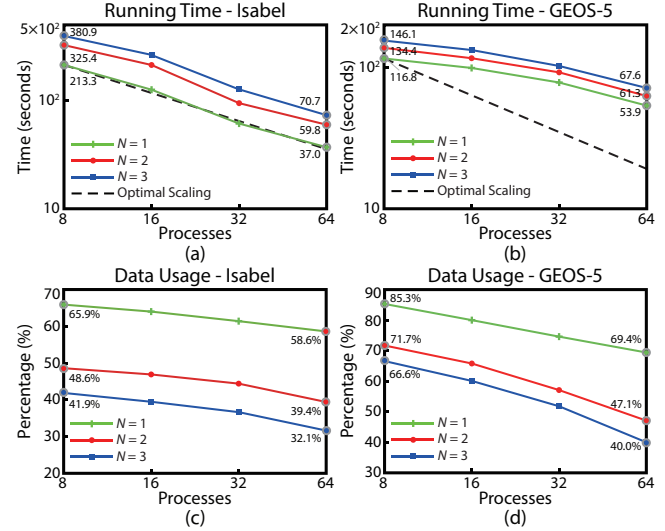 Running Time - Isabel
Time (seconds)
5×10²
10²
10
380.9
325.4
213.3
70.7
59.8
37.0
N = 1
N = 2
N = 3
Optimal Scaling
8 16 32 64
Processes
(a)
Running Time - GEOS-5
Time (seconds)
2×10²
10²
10
146.1
134.4
116.8
67.6
61.3
53.9
N = 1
N = 2
N = 3
Optimal Scaling
8 16 32 64
Processes
(b)
Data Usage - Isabel
Percentage (%)
70
60
50
40
30
20
65.9%
58.6%
48.6%
39.4%
41.9%
32.1%
N = 1
N = 2
N = 3
8 16 32 64
Processes
(c)
Data Usage - GEOS-5
Percentage (%)
90
80
70
60
50
40
30
85.3%
69.4%
71.7%
66.6%
47.1%
40.0%
N = 1
N = 2
N = 3
8 16 32 64
Processes
(d)